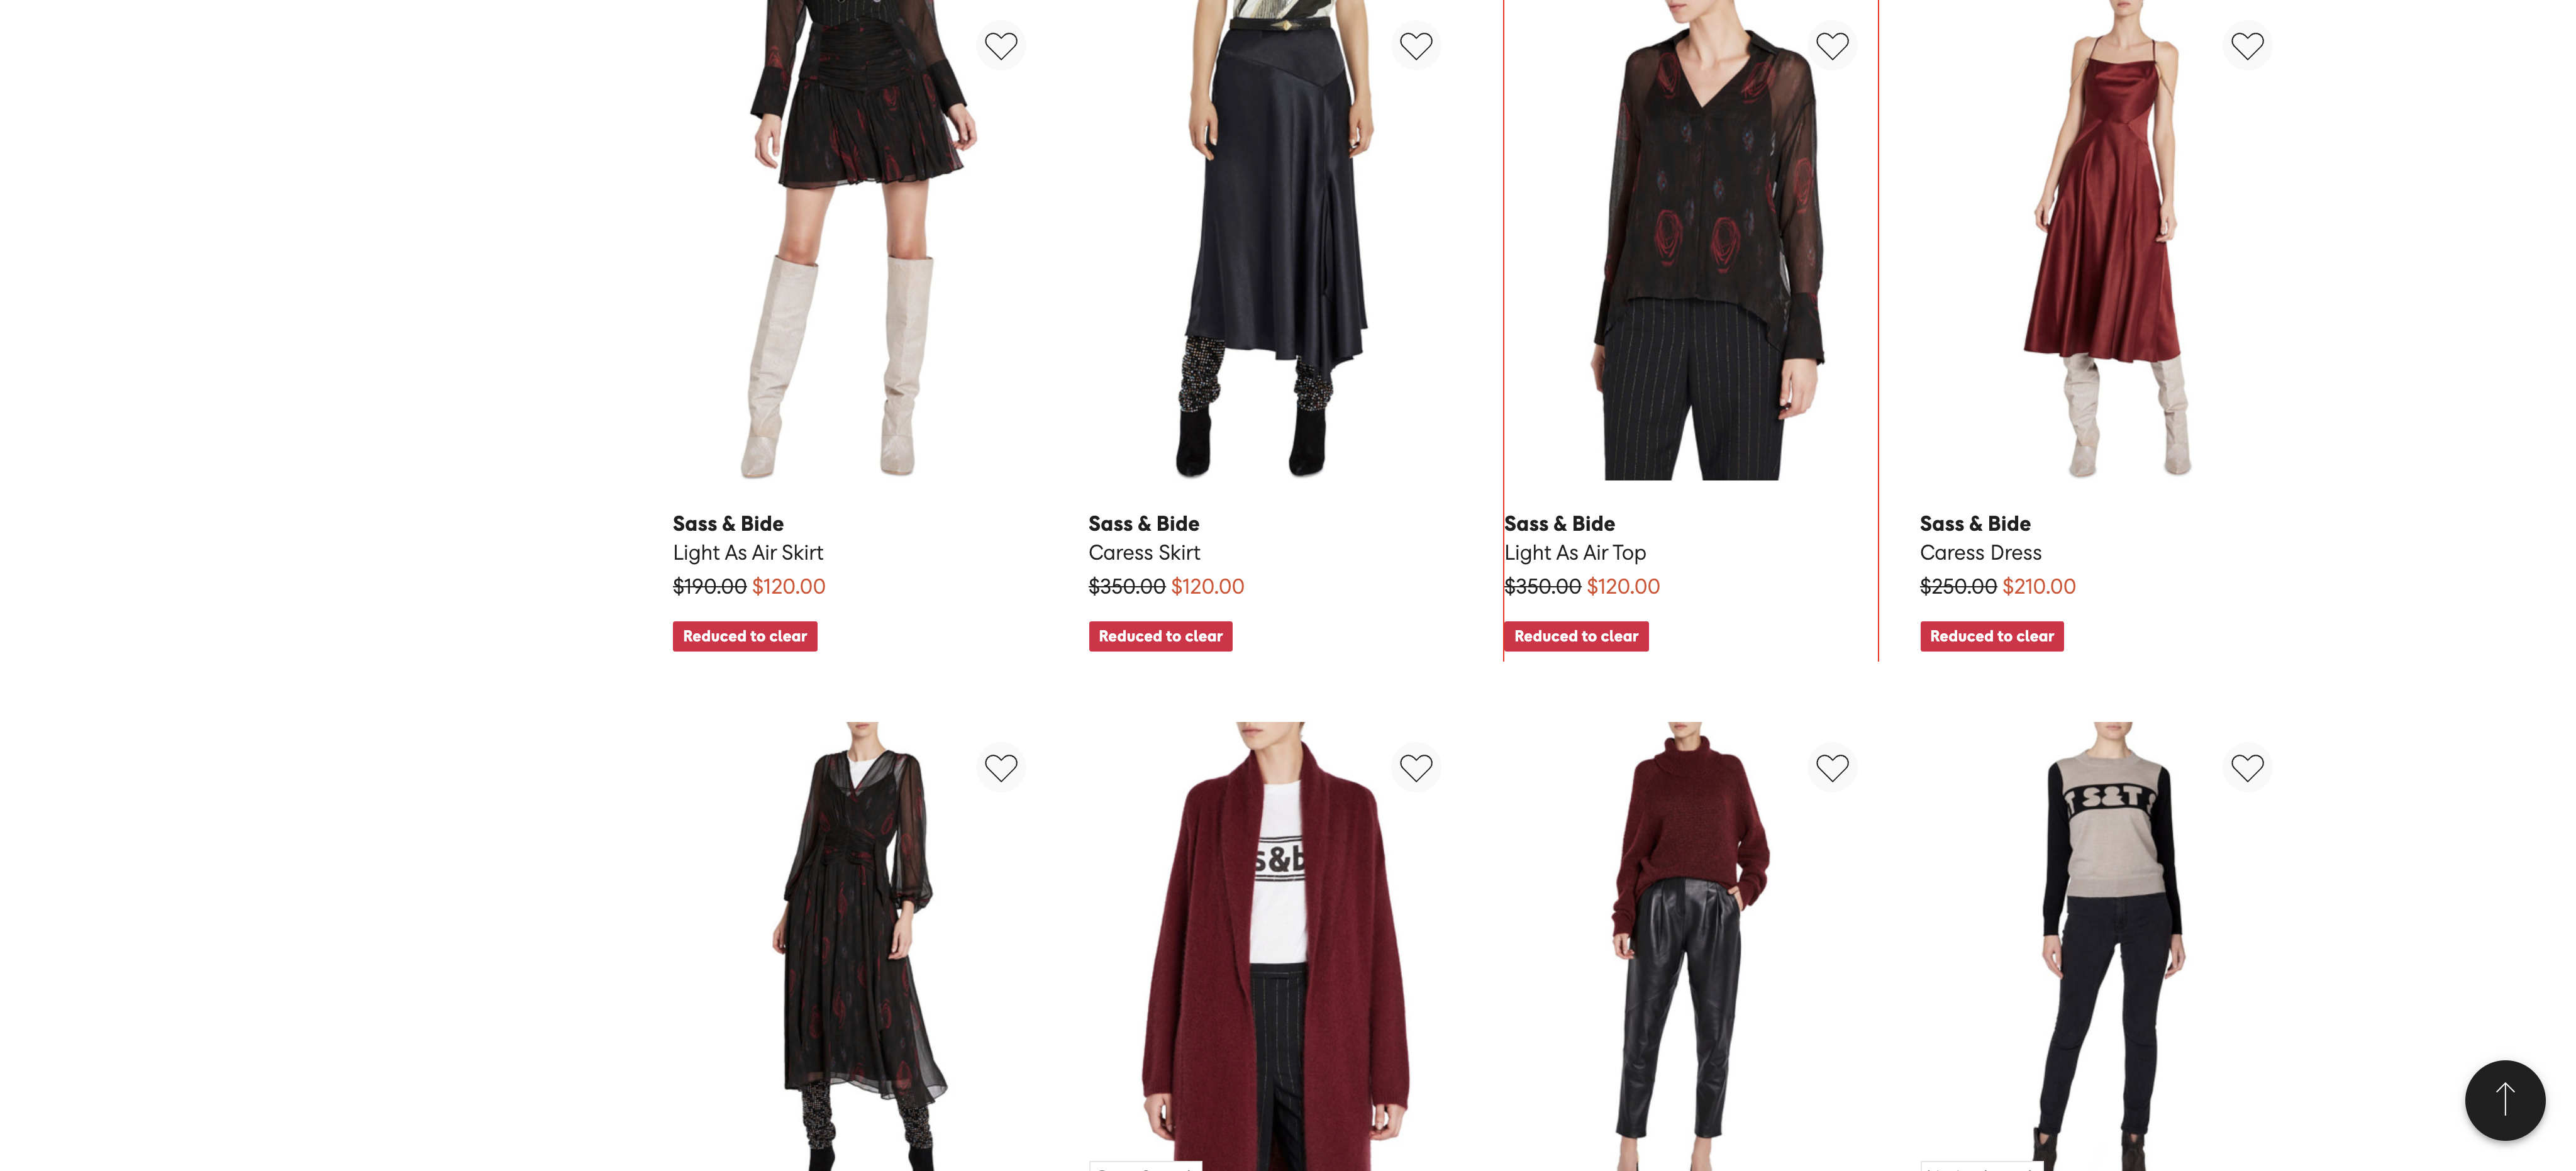 Sass & Bide
Light As Air Skirt
$190.00 $120.00
Reduced to clear
Sass & Bide
Caress Skirt
$350.00 $120.00
Reduced to clear
Sass & Bide
Light As Air Top
$350.00 $120.00
Reduced to clear
Sass & Bide
Caress Dress
$250.00 $210.00
Reduced to clear
s&b
T S&T S